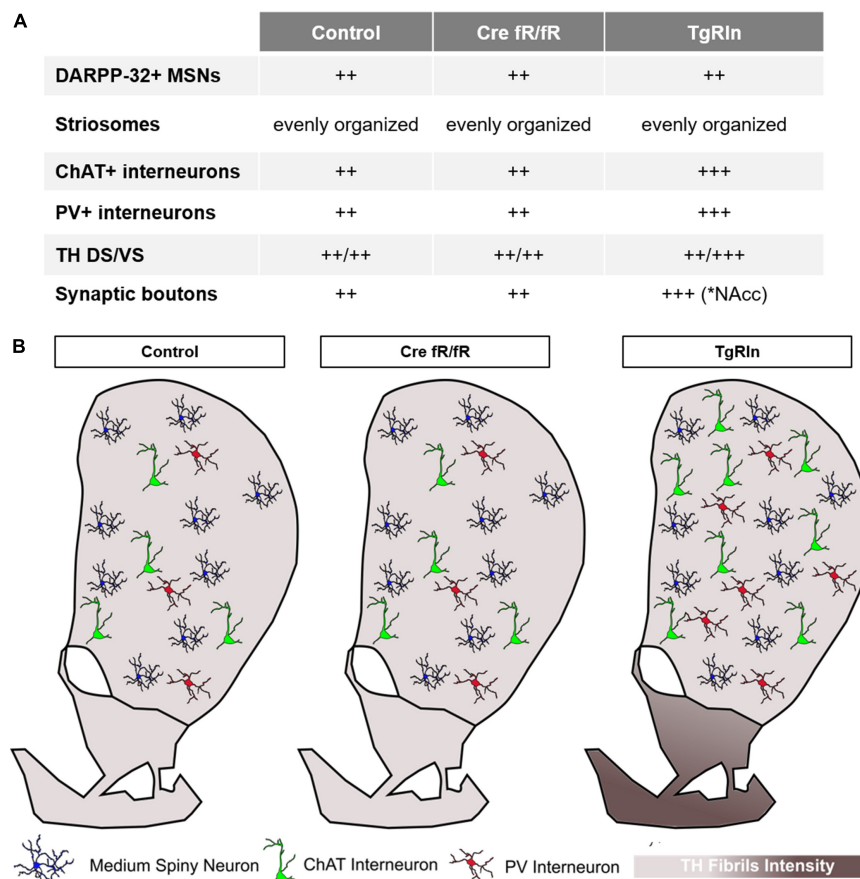 A
Control Cre fR/fR TgRln
DARPP-32+ MSNs ++ ++ ++
Striosomes evenly organized evenly organized evenly organized
ChAT+ interneurons ++ ++ +++
PV+ interneurons ++ ++ +++
TH DS/VS ++/++ ++/++ ++/+++
Synaptic boutons ++ ++ +++ (*NAcc)
B
Control Cre fR/fR TgRln
Medium Spiny Neuron ChAT Interneuron PV Interneuron TH Fibrils Intensity